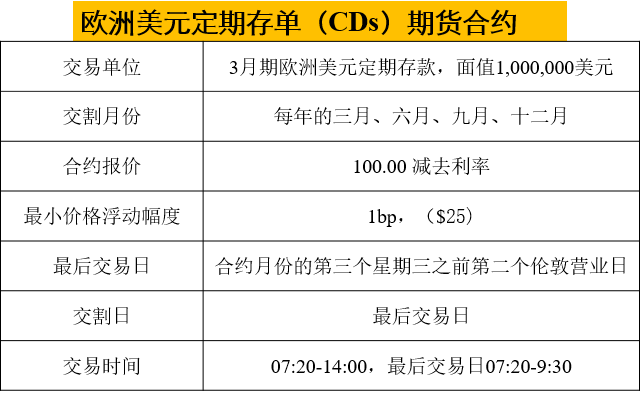 欧洲美元定期存单（CDs）期货合约
交易单位 3月期欧洲美元定期存款，面值1,000,000美元
交割月份 每年的三月、六月、九月、十二月
合约报价 100.00 减去利率
最小价格浮动幅度 1bp，（$25）
最后交易日 合约月份的第三个星期三之前第二个伦敦营业日
交割日 最后交易日
交易时间 07:20-14:00，最后交易日07:20-9:30